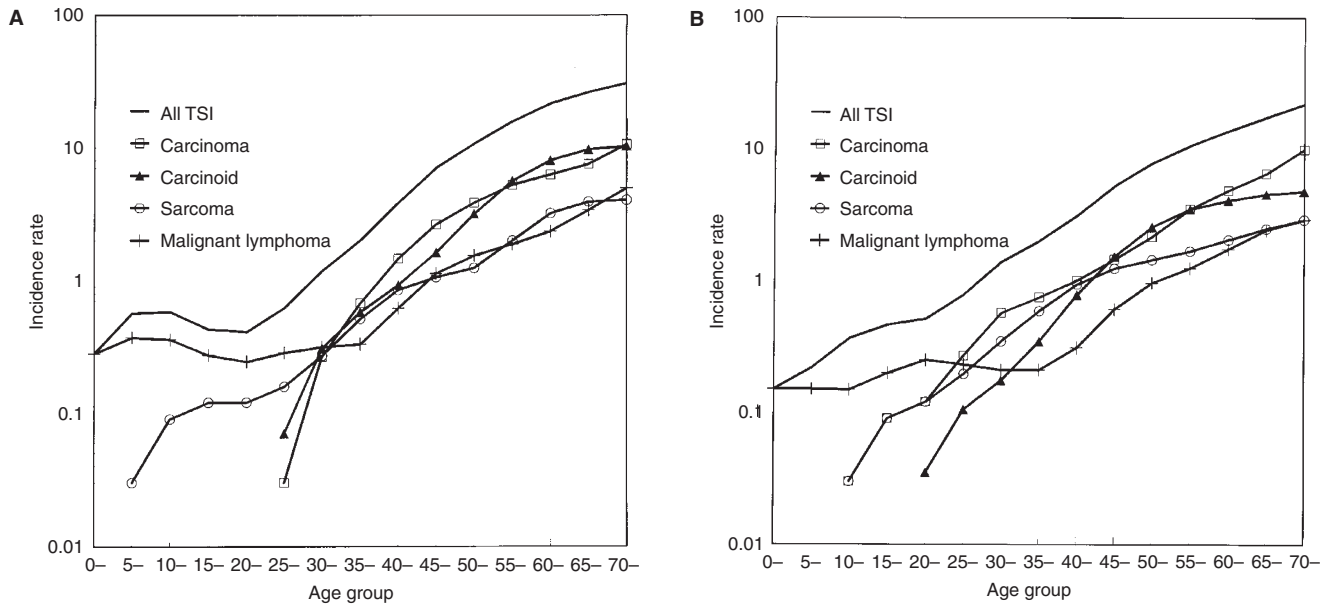 A
100
10
1
0.1
0.01
Incidence rate
All TSI
Carcinoma
Carcinoid
Sarcoma
Malignant lymphoma
0– 5– 10– 15– 20– 25– 30– 35– 40– 45– 50– 55– 60– 65– 70–
Age group
B
100
10
1
0.1
0.01
Incidence rate
All TSI
Carcinoma
Carcinoid
Sarcoma
Malignant lymphoma
0– 5– 10– 15– 20– 25– 30– 35– 40– 45– 50– 55– 60– 65– 70–
Age group